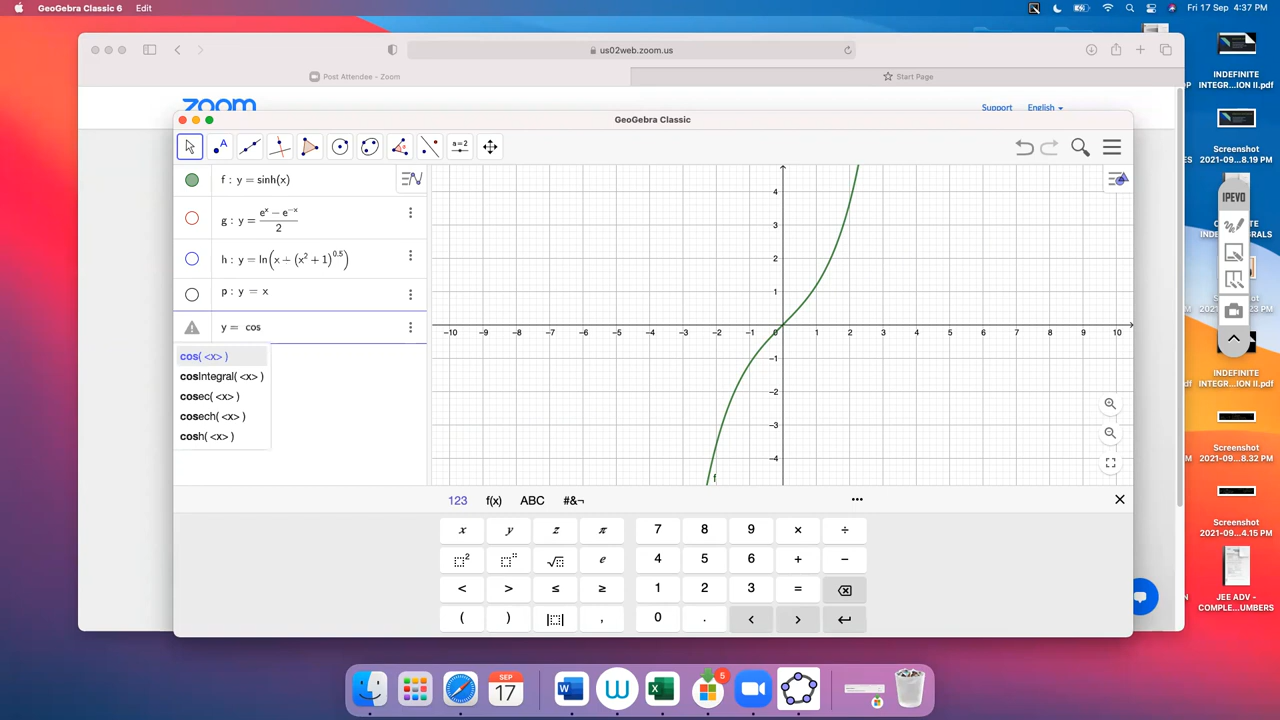 GeoGebra Classic 6 Edit
Fri 17 Sep 4:37 PM
us02web.zoom.us
Post Attendee - Zoom
Start Page
zoom
Support English
GeoGebra Classic
a=2
f : y = sinh(x)
g : y = (e^x − e^−x)/2
h : y = ln(x + (x^2 + 1)^0.5)
p : y = x
y = cos
cos( <x> )
cosIntegral( <x> )
cosec( <x> )
cosech( <x> )
cosh( <x> )
4
3
2
1
−10 −9 −8 −7 −6 −5 −4 −3 −2 −1 0 1 2 3 4 5 6 7 8 9 10
−1
−2
−3
−4
f
123 f(x) ABC #&¬
x y z π 7 8 9 × ÷
e 4 5 6 + −
< > ≤ ≥ 1 2 3 =
( ) , 0 . < >
INDEFINITE
INTEGR...ION II.pdf
Screenshot
2021-09...8.19 PM
IPEVO
INDEFINITE
INTEGR...ION II.pdf
Screenshot
2021-09...8.32 PM
Screenshot
2021-09...4.15 PM
JEE ADV -
COMPLE...UMBERS
SEP
17
W
W
X
5